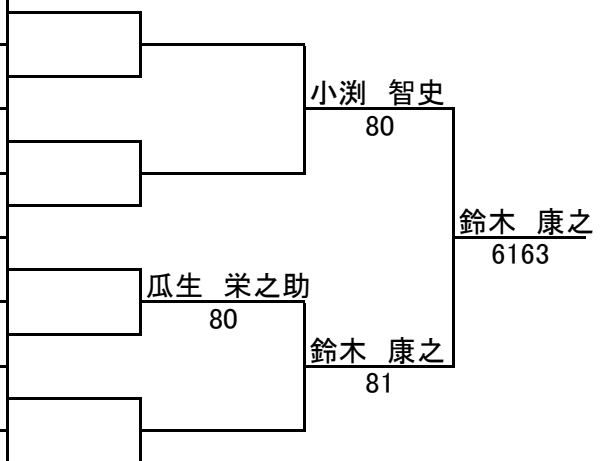 小渕　智史
80
鈴木　康之
6163
瓜生　栄之助
80
鈴木　康之
81